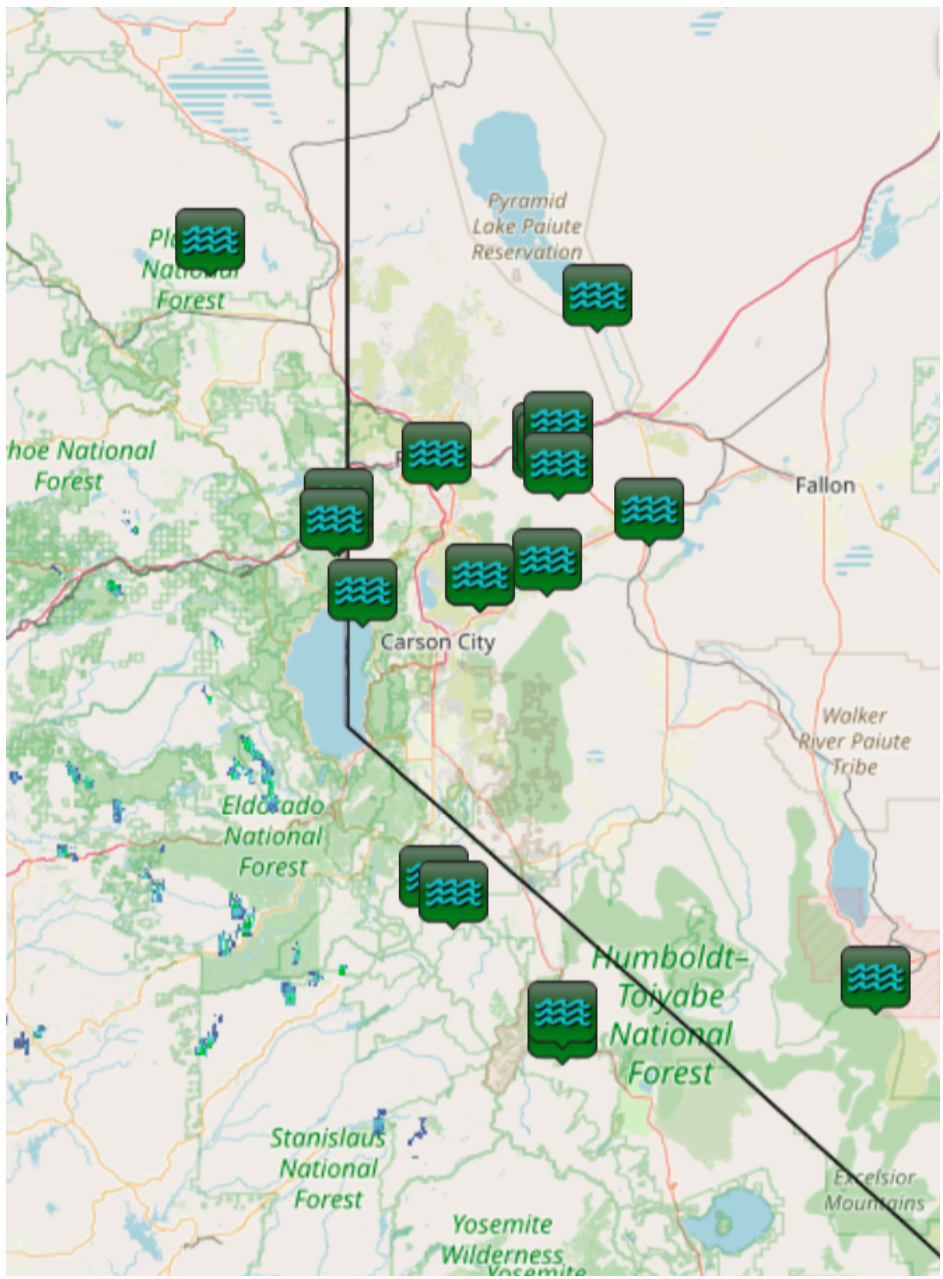 Pyramid
Lake Paiute
Reservation
National
Forest
hoe National
Forest
Fallon
Carson City
Walker
River Paiute
Tribe
Eldorado
National
Forest
Humboldt–
Toiyabe
National
Forest
Stanislaus
National
Forest
Excelsior
Mountains
Yosemite
Wilderness
Yosemite